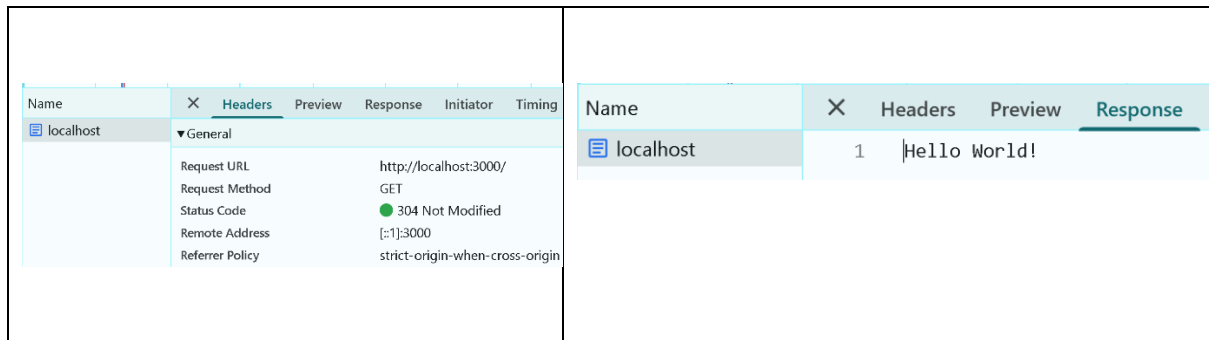 Name
Headers Preview Response Initiator Timing
localhost
General
Request URL http://localhost:3000/
Request Method GET
Status Code 304 Not Modified
Remote Address [::1]:3000
Referrer Policy strict-origin-when-cross-origin
Name
Headers Preview Response
localhost
1 Hello World!